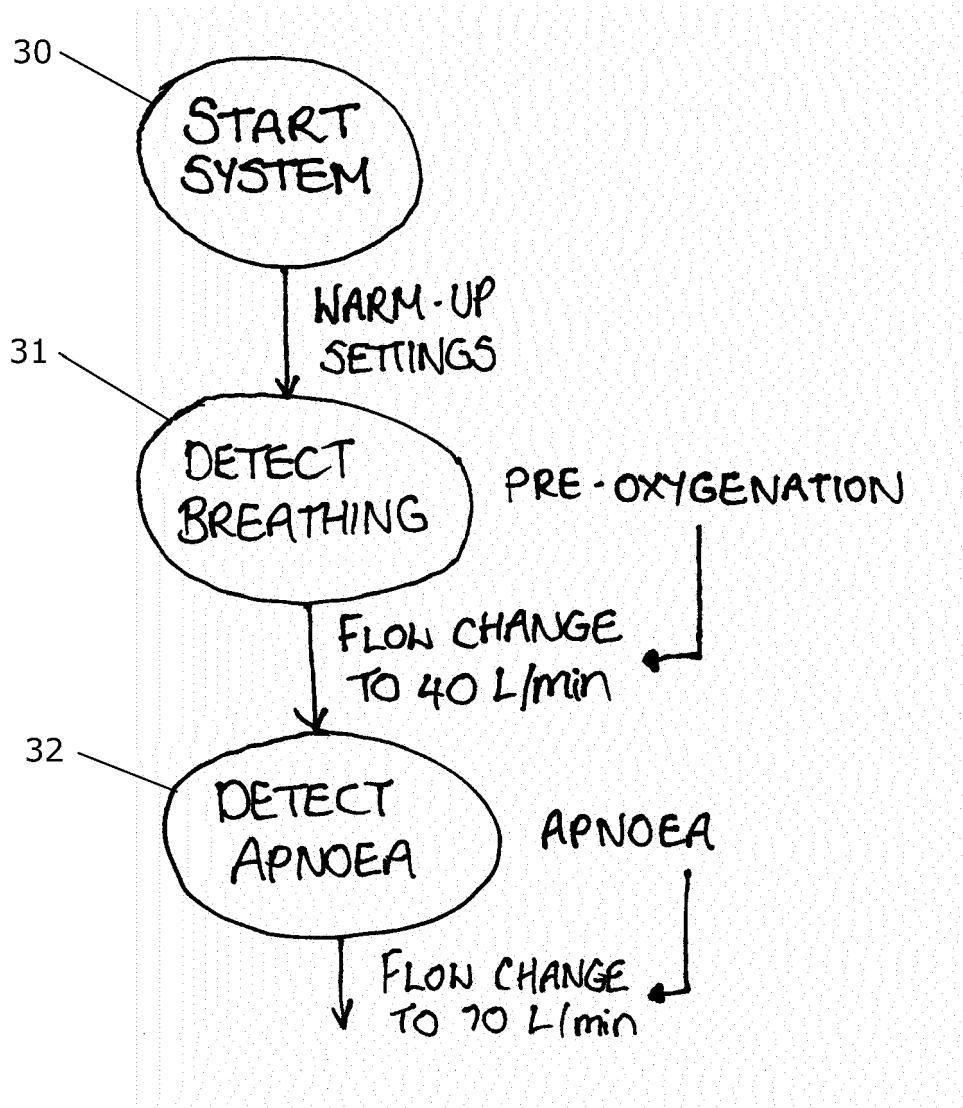 30
START
SYSTEM
WARM-UP
SETTINGS
31
DETECT
BREATHING
PRE-OXYGENATION
FLOW CHANGE
TO 40 L/min
32
DETECT
APNOEA
APNOEA
FLOW CHANGE
TO 70 L/min